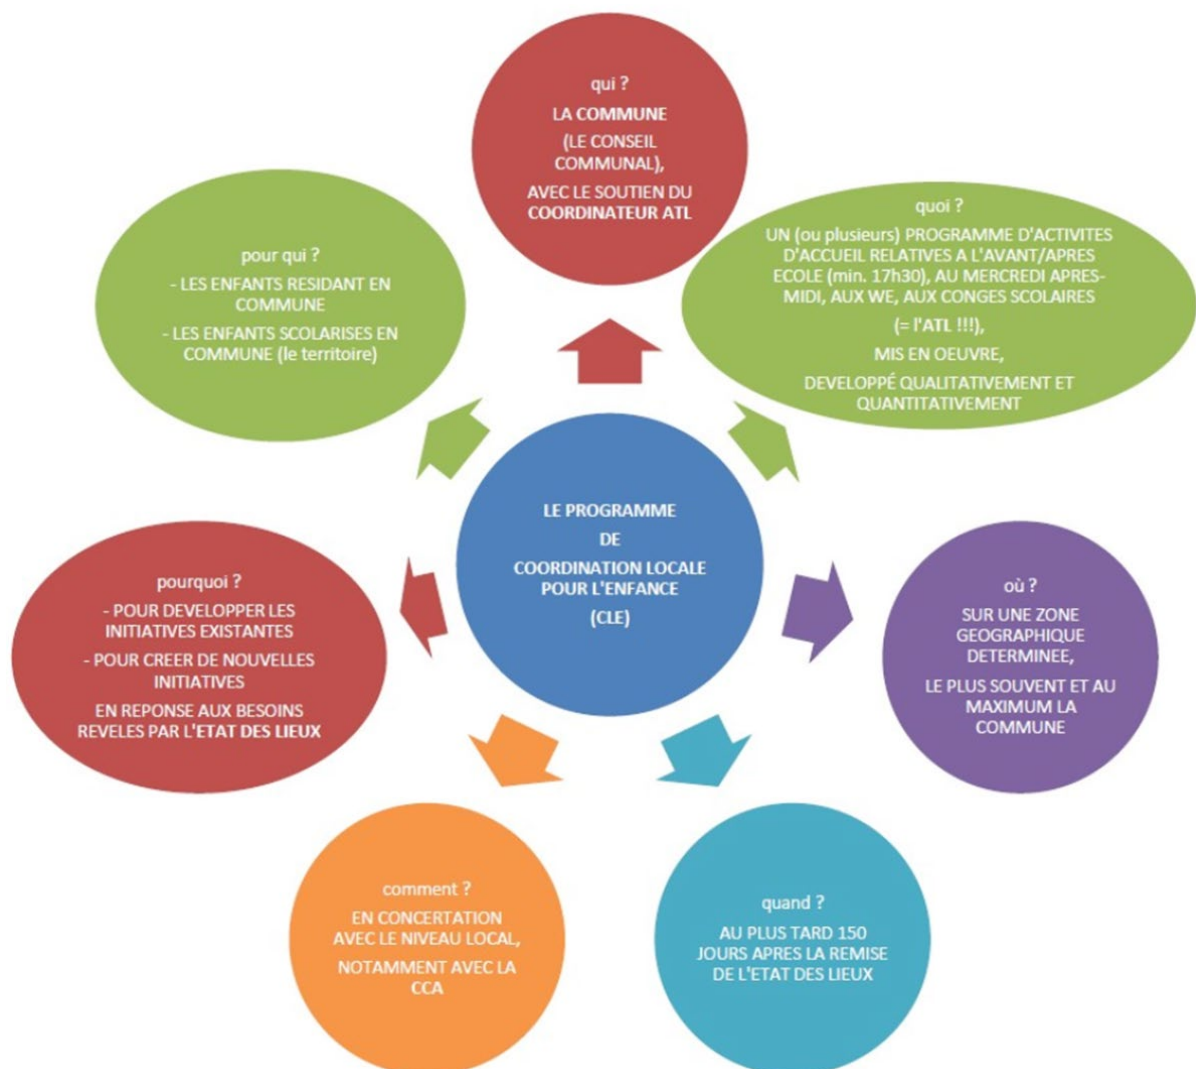 qui ?
LA COMMUNE
(LE CONSEIL
COMMUNAL),
AVEC LE SOUTIEN DU
COORDINATEUR ATL
quoi ?
UN (ou plusieurs) PROGRAMME D'ACTIVITES
D'ACCUEIL RELATIVES A L'AVANT/APRES
ECOLE (min. 17h30), AU MERCREDI APRES-
MIDI, AUX WE, AUX CONGES SCOLAIRES
(= l'ATL !!!),
MIS EN OEUVRE,
DEVELOPPÉ QUALITATIVEMENT ET
QUANTITATIVEMENT
où ?
SUR UNE ZONE
GEOGRAPHIQUE
DETERMINEE,
LE PLUS SOUVENT ET AU
MAXIMUM LA
COMMUNE
quand ?
AU PLUS TARD 150
JOURS APRES LA REMISE
DE L'ETAT DES LIEUX
comment ?
EN CONCERTATION
AVEC LE NIVEAU LOCAL,
NOTAMMENT AVEC LA
CCA
pourquoi ?
- POUR DEVELOPPER LES
INITIATIVES EXISTANTES
- POUR CREER DE NOUVELLES
INITIATIVES
EN REPONSE AUX BESOINS
REVELES PAR L'ETAT DES LIEUX
pour qui ?
- LES ENFANTS RESIDANT EN
COMMUNE
- LES ENFANTS SCOLARISES EN
COMMUNE (le territoire)
LE PROGRAMME
DE
COORDINATION LOCALE
POUR L'ENFANCE
(CLE)